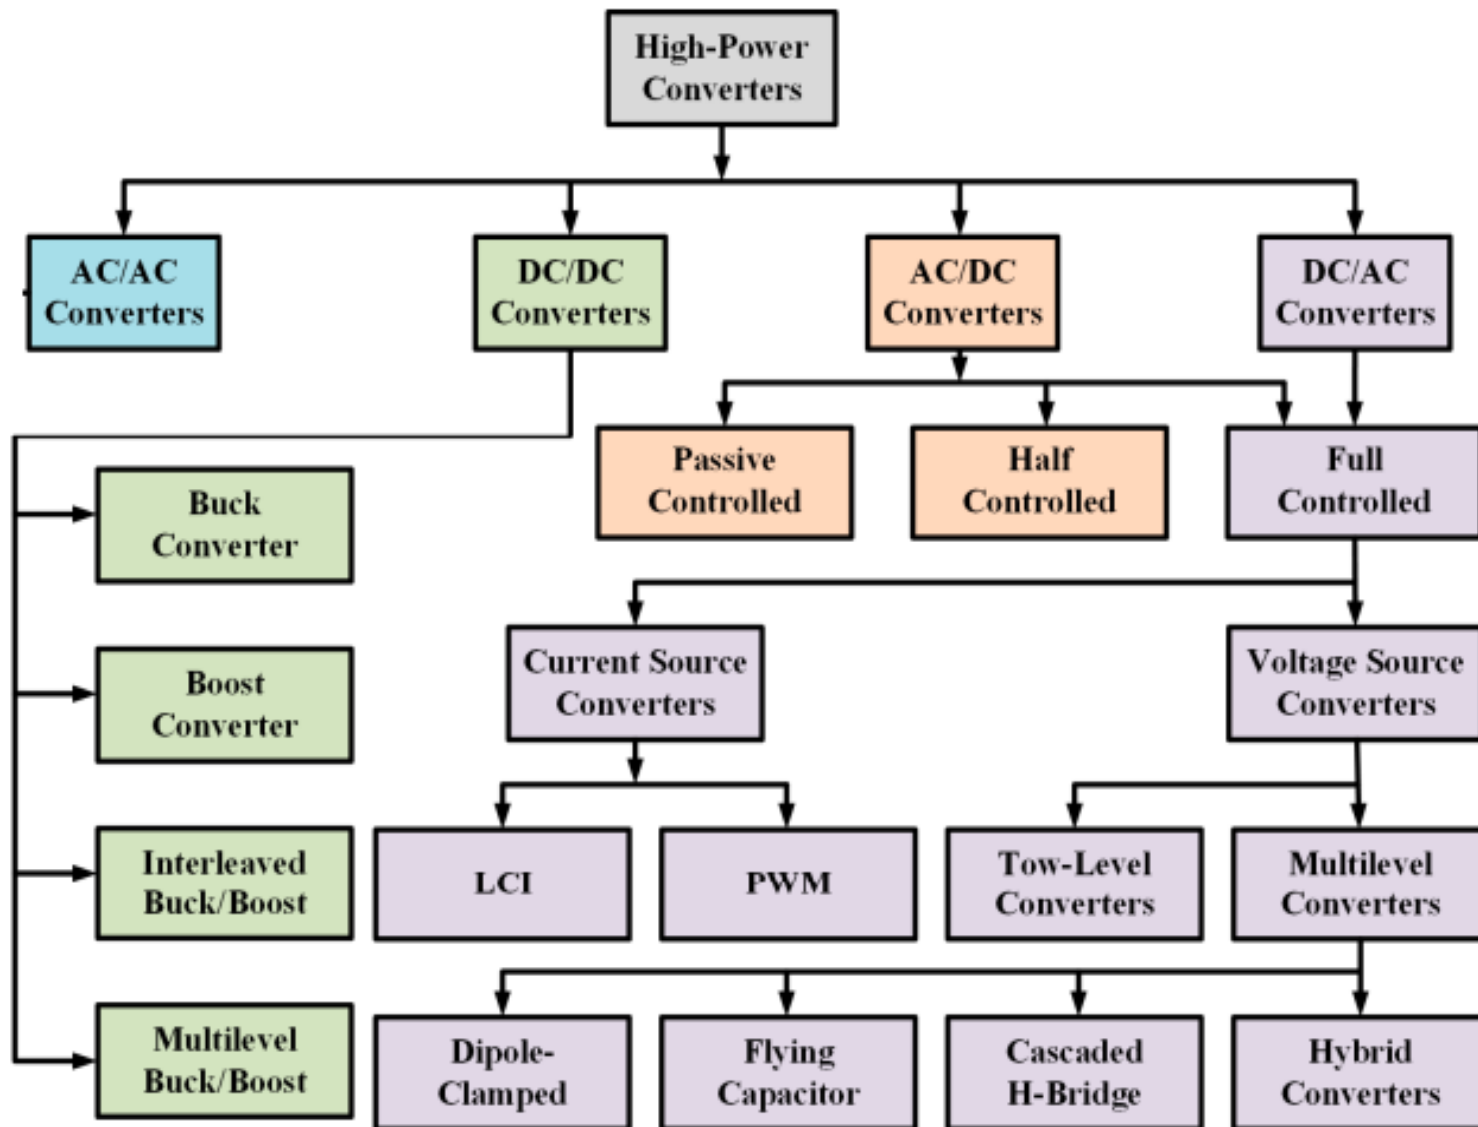 High-Power
Converters
AC/AC
Converters
DC/DC
Converters
AC/DC
Converters
DC/AC
Converters
Passive
Controlled
Half
Controlled
Full
Controlled
Buck
Converter
Current Source
Converters
Voltage Source
Converters
Boost
Converter
Interleaved
Buck/Boost
LCI
PWM
Tow-Level
Converters
Multilevel
Converters
Multilevel
Buck/Boost
Dipole-
Clamped
Flying
Capacitor
Cascaded
H-Bridge
Hybrid
Converters